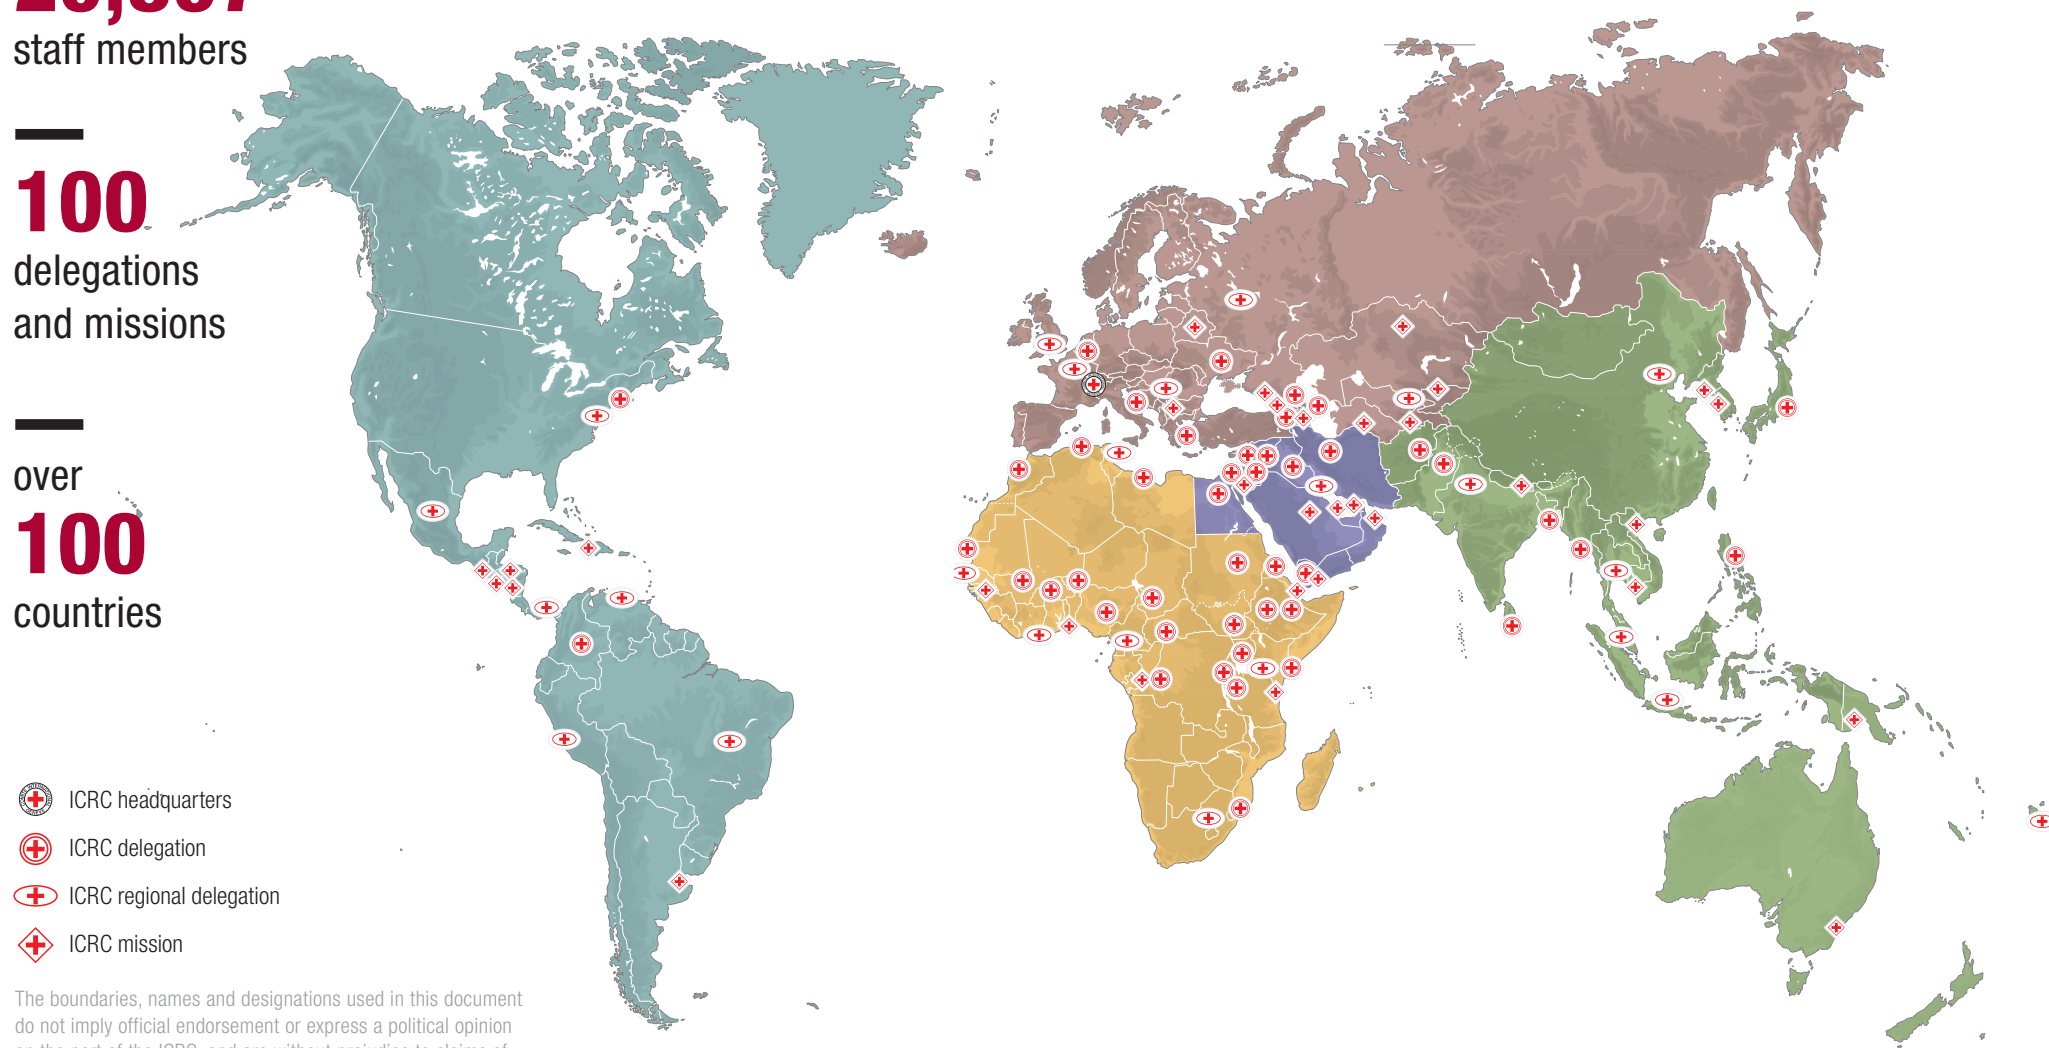 staff members
100
delegations
and missions
over
100
countries
ICRC headquarters
ICRC delegation
ICRC regional delegation
ICRC mission
The boundaries, names and designations used in this document
do not imply official endorsement or express a political opinion